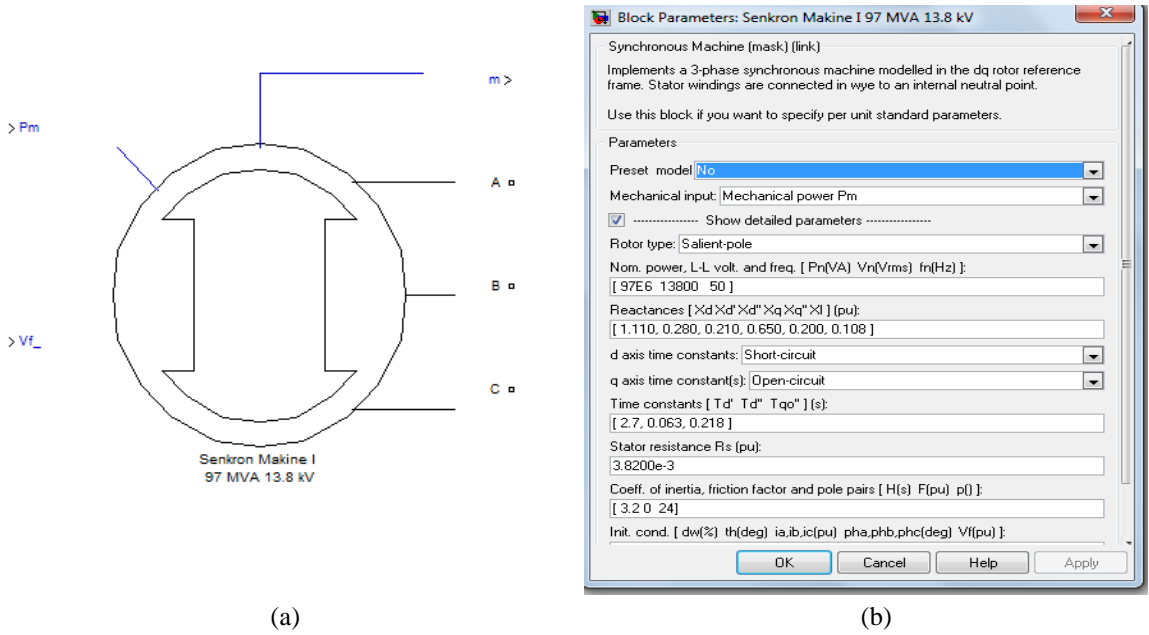 m >
> Pm
A
B
> Vf_
C
Senkron Makine I
97 MVA 13.8 kV
(a)
Block Parameters: Senkron Makine I 97 MVA 13.8 kV
Synchronous Machine (mask) (link)
Implements a 3-phase synchronous machine modelled in the dq rotor reference
frame. Stator windings are connected in wye to an internal neutral point.
Use this block if you want to specify per unit standard parameters.
Parameters
Preset model No
Mechanical input: Mechanical power Pm
---------------- Show detailed parameters ----------------
Rotor type: Salient-pole
Nom. power, L-L volt. and freq. [ Pn(VA) Vn(Vrms) fn(Hz) ]:
[ 97E6 13800 50 ]
Reactances [ Xd Xd' Xd'' Xq Xq'' Xl ] (pu):
[ 1.110, 0.280, 0.210, 0.650, 0.200, 0.108 ]
d axis time constants: Short-circuit
q axis time constant(s): Open-circuit
Time constants [ Td' Td'' Tqo'' ] (s):
[ 2.7, 0.063, 0.218 ]
Stator resistance Rs (pu):
3.8200e-3
Coeff. of inertia, friction factor and pole pairs [ H(s) F(pu) p() ]:
[ 3.2 0 24]
Init. cond. [ dw(%) th(deg) ia,ib,ic(pu) pha,phb,phc(deg) Vf(pu) ]:
OK Cancel Help Apply
(b)